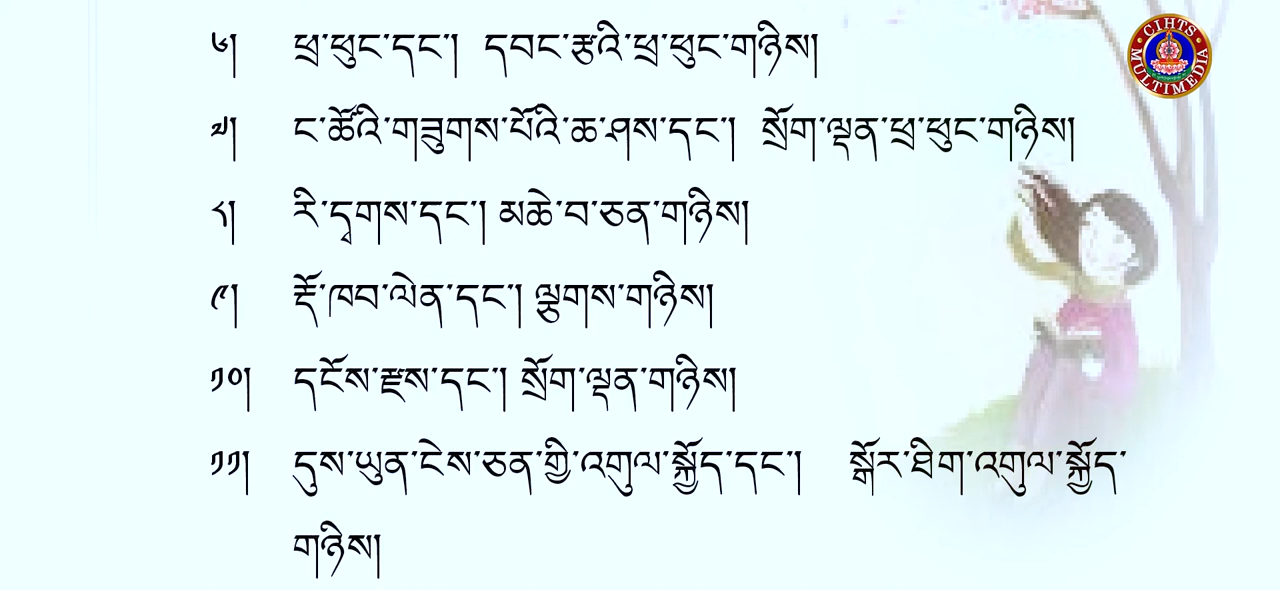 ༦། ཕྲ་ཕུང་དང་། དབང་རྩའི་ཕྲ་ཕུང་གཉིས།
༧། ང་ཚོའི་གཟུགས་པོའི་ཆ་ཤས་དང་། སྲོག་ལྡན་ཕྲ་ཕུང་གཉིས།
༨། རི་དྭགས་དང་། མཆེ་བ་ཅན་གཉིས།
༩། རྡོ་ཁབ་ལེན་དང་། ལྕགས་གཉིས།
༡༠། དངོས་རྫས་དང་། སྲོག་ལྡན་གཉིས།
༡༡། དུས་ཡུན་ངེས་ཅན་གྱི་འགུལ་སྐྱོད་དང་། སྒོར་ཐིག་འགུལ་སྐྱོད་
གཉིས།
CIHTS
MULTIMEDIA